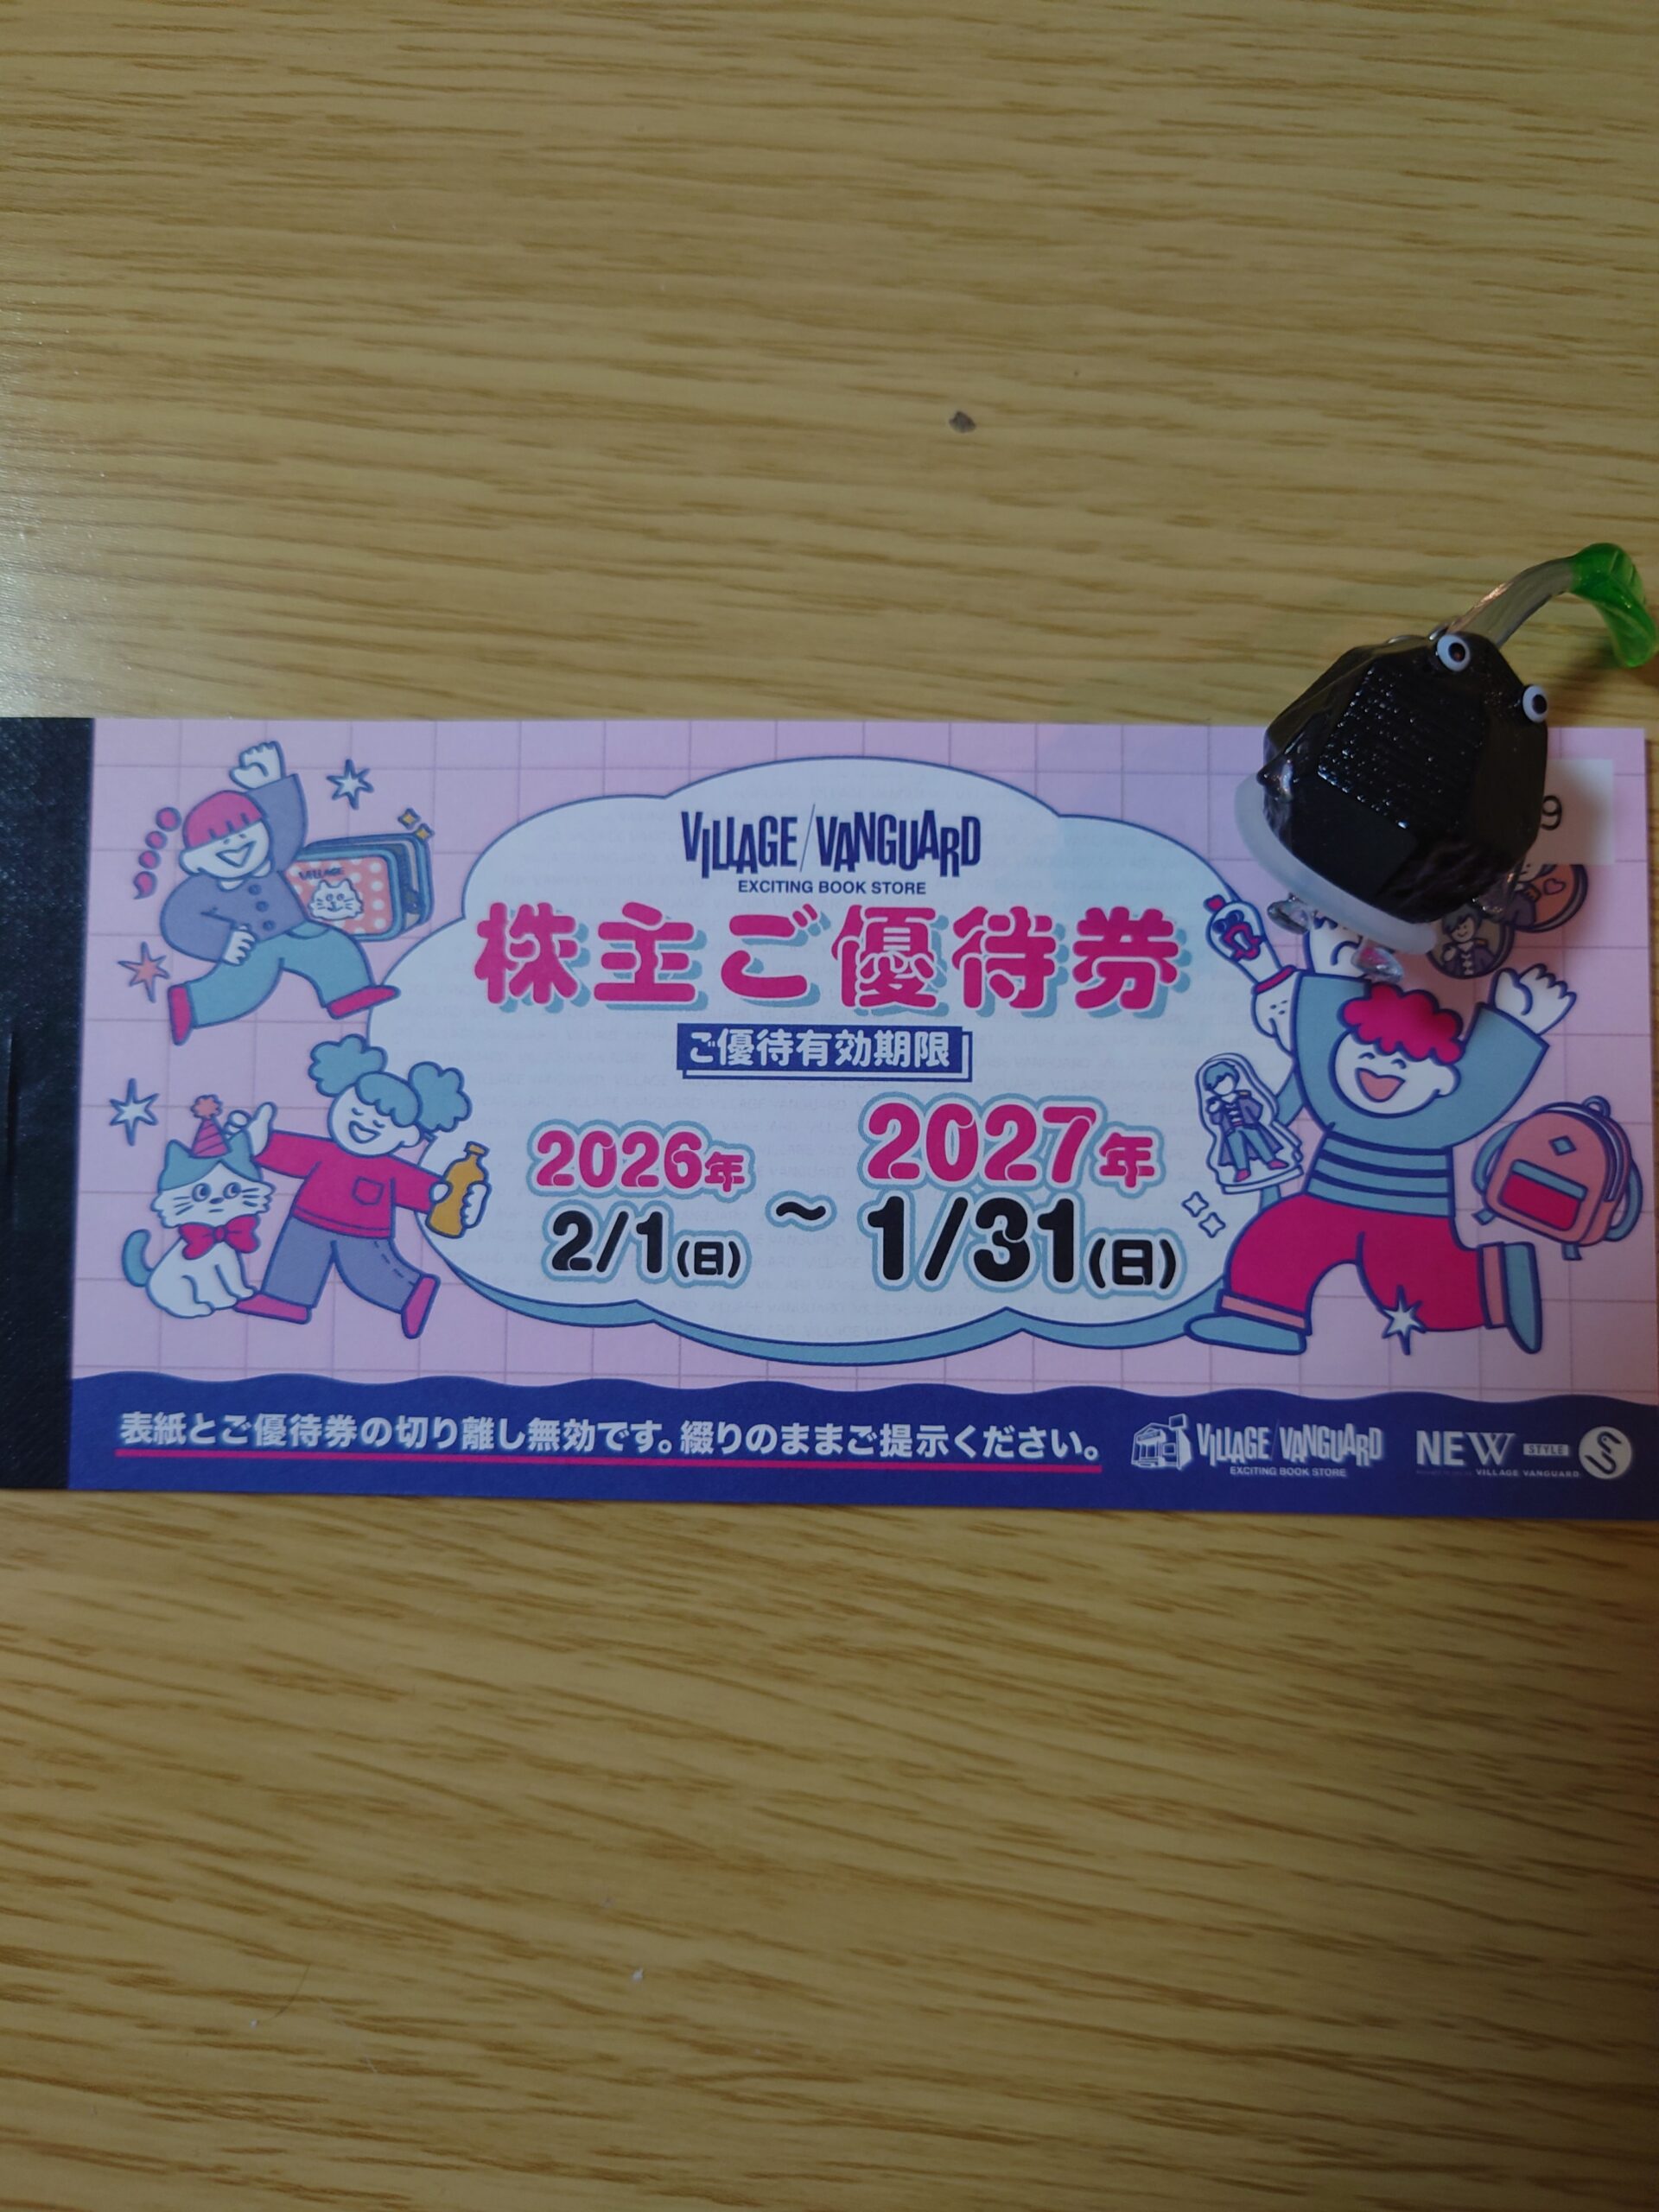 9
VILLAGE
VILLAGE/VANGUARD
EXCITING BOOK STORE
株主ご優待券
ご優待有効期限
2026年 2027年
2/1(日) ~ 1/31(日)
表紙とご優待券の切り離し無効です。綴りのままご提示ください。
VILLAGE/VANGUARD
EXCITING BOOK STORE
NEW STYLE
VILLAGE/VANGUARD